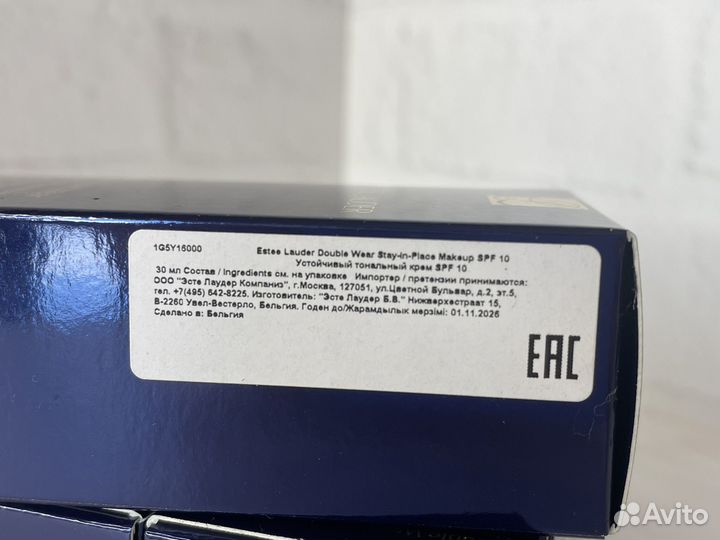 1G5Y16000
Estee Lauder Double Wear Stay-in-Place Makeup SPF 10
Устойчивый тональный крем SPF 10
30 мл Состав / Ingredients см. на упаковке Импортер / претензии принимаются:
ООО "Эсте Лаудер Компаниз", г.Москва, 127051, ул.Цветной Бульвар, д.2, эт.5,
тел. +7(495) 642-8225. Изготовитель: "Эсте Лаудер Б.В." Нижверхестраат 15,
В-2260 Увел-Вестерло, Бельгия. Годен до/Жарамдылық мерзімі: 01.11.2026
Сделано в: Бельгия
EAC
Avito